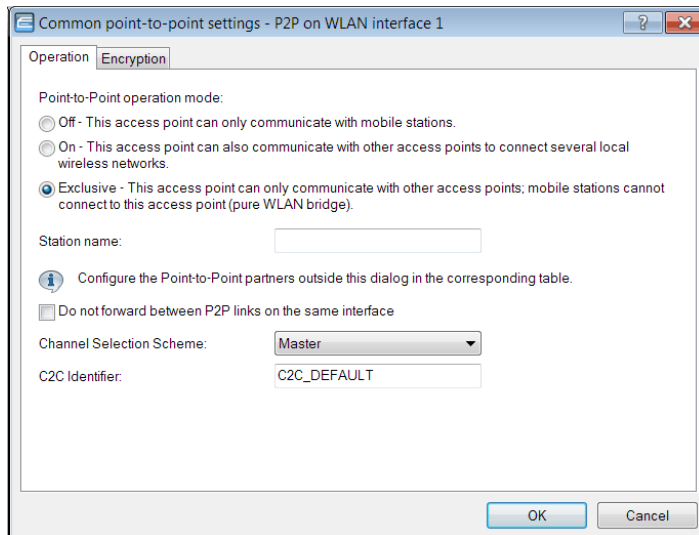 Common point-to-point settings - P2P on WLAN interface 1
Operation
Encryption
Point-to-Point operation mode:
Off - This access point can only communicate with mobile stations.
On - This access point can also communicate with other access points to connect several local
wireless networks.
Exclusive - This access point can only communicate with other access points; mobile stations cannot
connect to this access point (pure WLAN bridge).
Station name:
Configure the Point-to-Point partners outside this dialog in the corresponding table.
Do not forward between P2P links on the same interface
Channel Selection Scheme:
Master
C2C Identifier:
C2C_DEFAULT
OK
Cancel